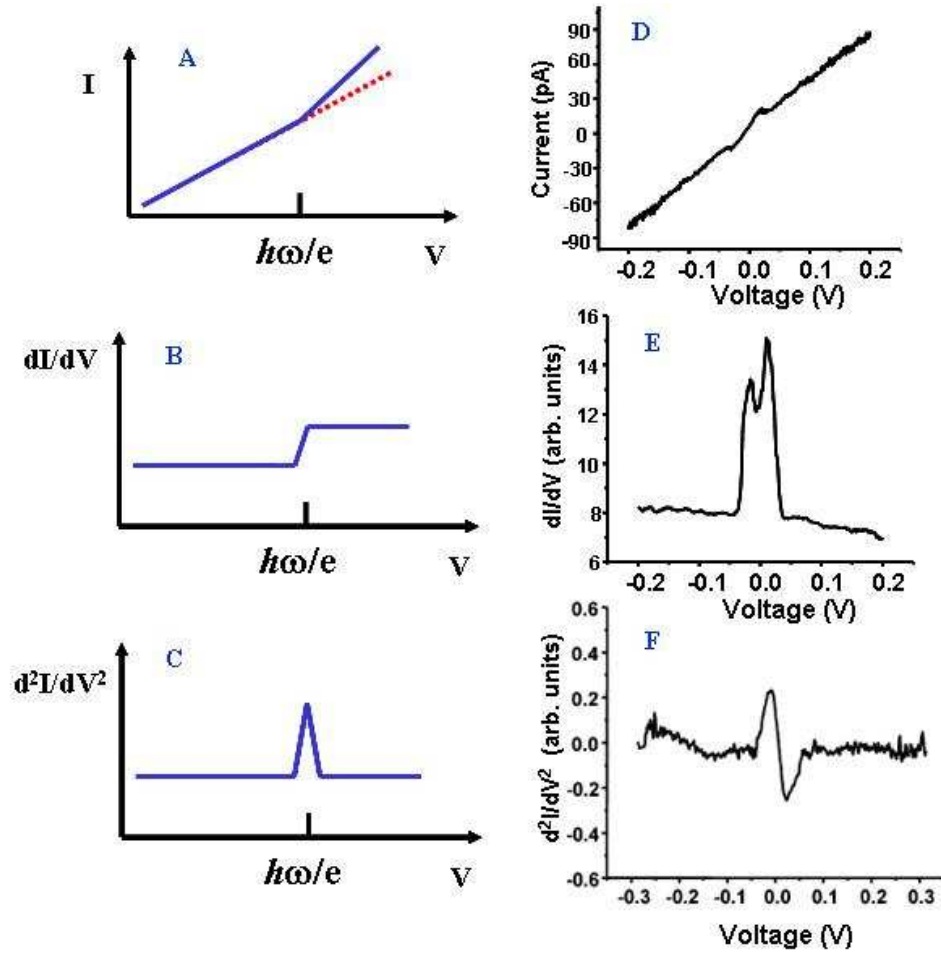 A
I
ħω/e
V
D
Current (pA)
90
60
30
0
-30
-60
-90
-0.2 -0.1 0.0 0.1 0.2
Voltage (V)
B
dI/dV
ħω/e
V
E
dI/dV (arb. units)
16
14
12
10
8
6
-0.2 -0.1 0.0 0.1 0.2
Voltage (V)
C
d²I/dV²
ħω/e
V
F
d²I/dV² (arb. units)
0.6
0.4
0.2
0.0
-0.2
-0.4
-0.6
-0.3 -0.2 -0.1 0.0 0.1 0.2 0.3
Voltage (V)